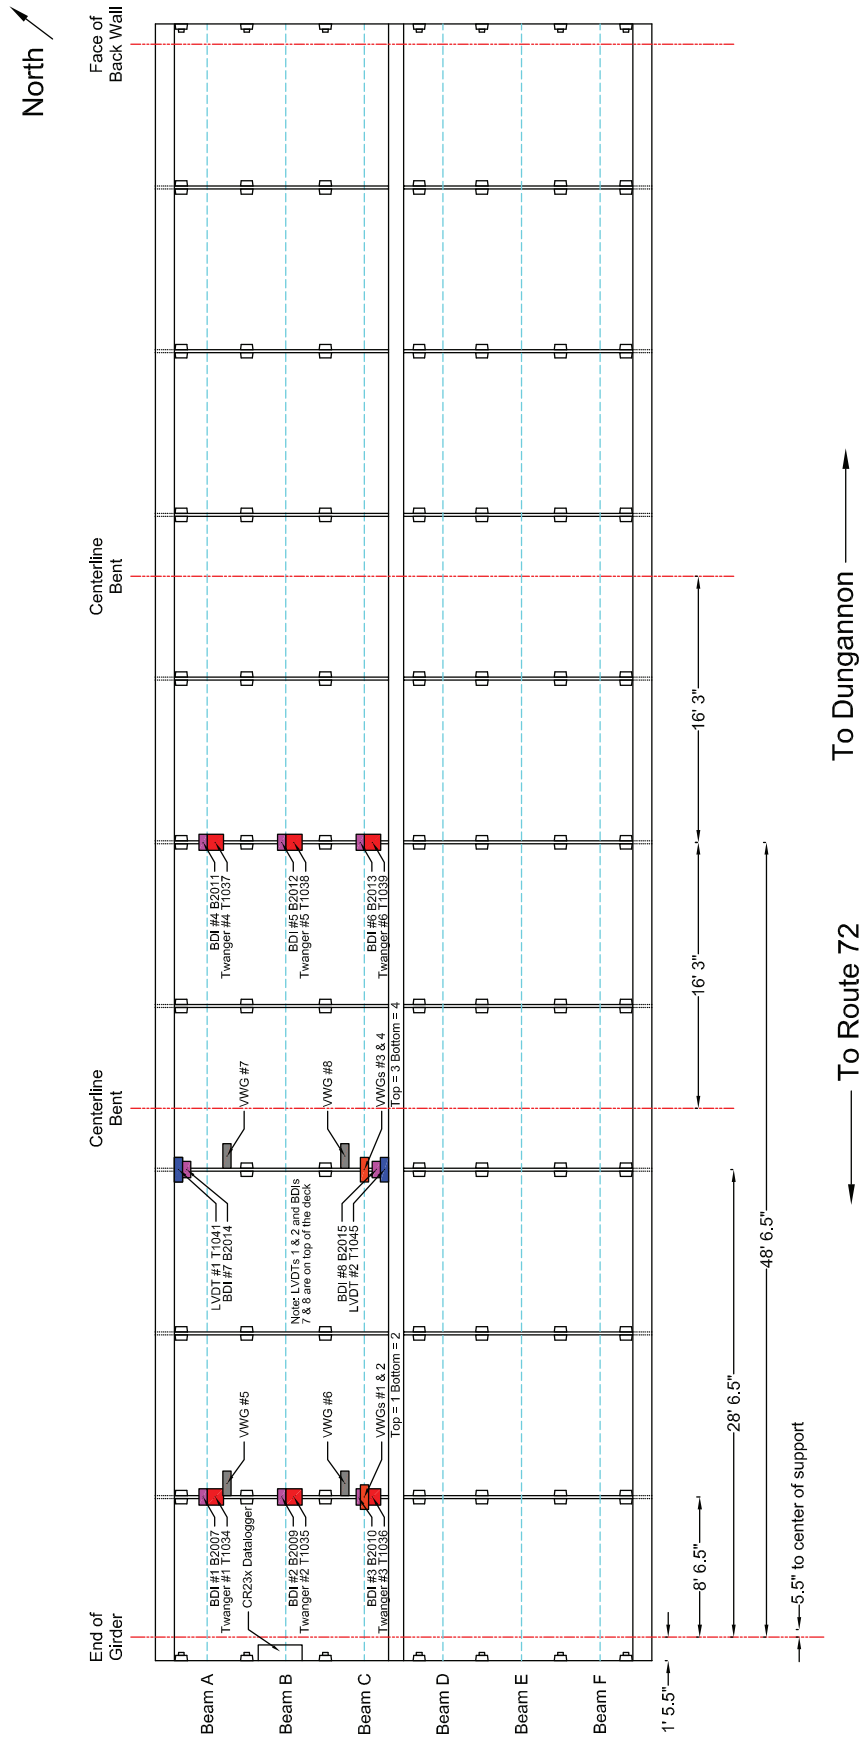 North
Face of
Back Wall
Centerline
Bent
Centerline
Bent
End of
Girder
BDI #4 B2011
Twanger #4 T1037
BDI #5 B2012
Twanger #5 T1038
BDI #6 B2013
Twanger #6 T1039
VWG #7
VWG #8
VWGs #3 & 4
Top = 3 Bottom = 4
LVDT #1 T1041
BDI #7 B2014
Note: LVDTs 1 & 2 and BDIs
7 & 8 are on top of the deck
BDI #8 B2015
LVDT #2 T1045
VWG #5
VWG #6
VWGs #1 & 2
Top = 1 Bottom = 2
BDI #1 B2007
Twanger #1 T1034
CR23x Datalogger
BDI #2 B2009
Twanger #2 T1035
BDI #3 B2010
Twanger #3 T1036
Beam A
Beam B
Beam C
Beam D
Beam E
Beam F
16' 3"
16' 3"
48' 6.5"
28' 6.5"
8' 6.5"
5.5" to center of support
1' 5.5"
To Dungannon
To Route 72